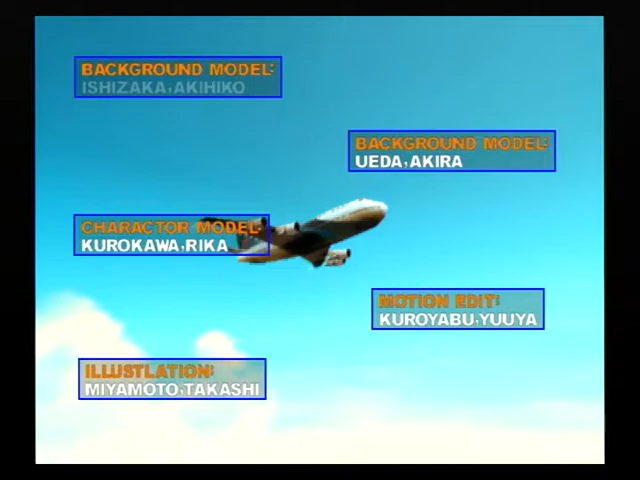 BACKGROUND MODEL:
ISHIZAKA,AKIHIKO
BACKGROUND MODEL:
UEDA,AKIRA
CHARACTOR MODEL:
KUROKAWA,RIKA
MOTION EDIT:
KUROYABU,YUUYA
ILLUSTLATION:
MIYAMOTO,TAKASHI